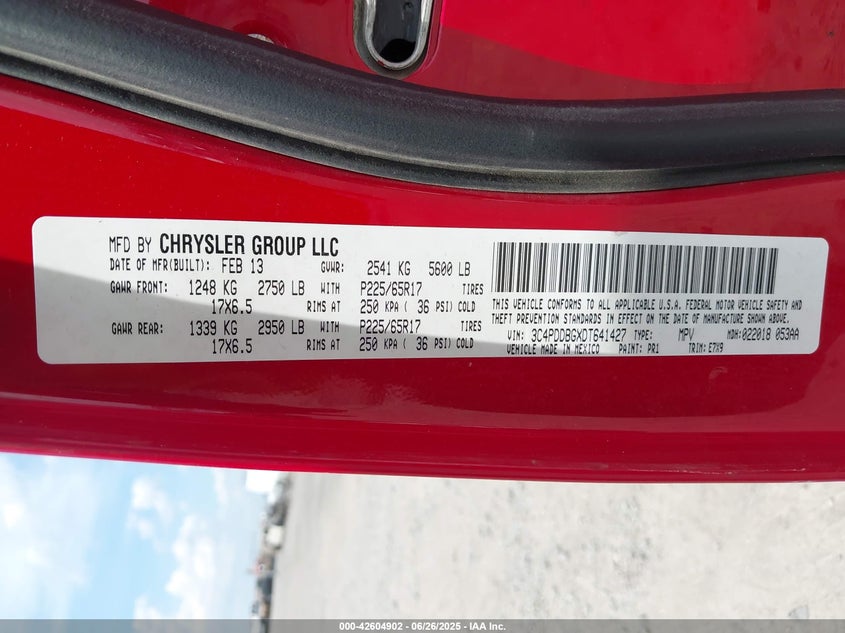 MFD BY CHRYSLER GROUP LLC
DATE OF MFR(BUILT): FEB 13 GVWR: 2541 KG 5600 LB
GAWR FRONT: 1248 KG 2750 LB WITH P225/65R17 TIRES
17X6.5 RIMS AT 250 KPA ( 36 PSI) COLD
GAWR REAR: 1339 KG 2950 LB WITH P225/65R17 TIRES
17X6.5 RIMS AT 250 KPA ( 36 PSI) COLD
THIS VEHICLE CONFORMS TO ALL APPLICABLE U.S.A. FEDERAL MOTOR VEHICLE SAFETY AND
THEFT PREVENTION STANDARDS IN EFFECT ON THE DATE OF MANUFACTURE SHOWN ABOVE.
VIN: 3C4PDDBGXDT641427 TYPE: MPV MDH:022018 053AA
VEHICLE MADE IN MEXICO PAINT: PR1 TRIM: E7X9
000-42604902 - 06/26/2025 - IAA Inc.